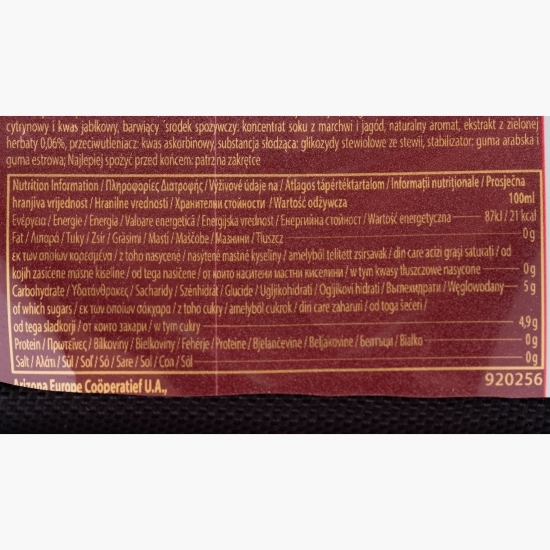 cytrynowy i kwas jabłkowy, barwiący środek spożywczy: koncentrat soku z marchwi i jagód, naturalny aromat, ekstrakt z zielonej
herbaty 0,06%, przeciwutleniacz: kwas askorbinowy, substancja słodząca: glikozydy stewiolowe ze stewii, stabilizator: guma arabska i
guma estrowa; Najlepiej spożyć przed końcem: patrz na zakrętce
Nutrition Information / Πληροφορίες Διατροφής / Výživové údaje na / Átlagos tápértéktartalom / Informații nutriționale / Prosječna
hranjiva vrijednost / Hranilne vrednosti / Хранителни стойности / Wartość odżywcza 100ml
Ενέργεια / Energie / Energia / Valoare energetică / Energijska vrednost / Енергийна стойност / Wartość energetyczna 87kJ / 21 kcal
Fat / Λιπαρά / Tuky / Zsír / Grăsimi / Masti / Maščobe / Мазнини / Tłuszcz 0 g
εκ των οποίων κορεσμένα / z toho nasycené / nasýtené mastné kyseliny / amelyből telített zsírsavak / din care acizi grași saturați / od
kojih zasićene masne kiseline / od tega nasičene / от които наситени мастни киселини / w tym kwasy tłuszczowe nasycone 0 g
Carbohydrate / Υδατάνθρακες / Sacharidy / Szénhidrát / Glucide / Ugljikohidrati / Ogljikovi hidrati / Въглехидрати / Węglowodany 5 g
of which sugars / εκ των οποίων σάκχαρα / z toho cukry / amelyből cukrok / din care zaharuri / od toga šećeri /
od tega sladkorji / от които захари / w tym cukry 4,9 g
Protein / Πρωτεΐνες / Bílkoviny / Bielkoviny / Fehérje / Proteine / Bjelančevine / Beljakovine / Белтъци / Białko 0g
Salt / Αλάτι / Sůl / Soľ / Só / Sare / Sol / Сол / Sól 0g
Arizona Europe Coöperatief U.A., 920256